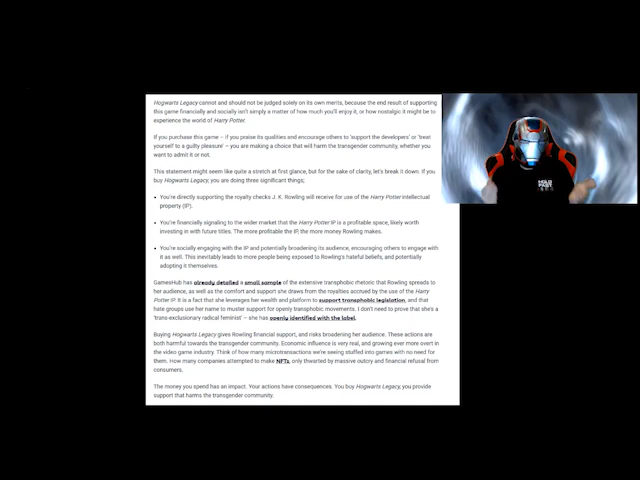 Hogwarts Legacy cannot and should not be judged solely on its own merits, because the end result of supporting
this game financially and socially isn't simply a matter of how much you'll enjoy it, or how nostalgic it might be to
experience the world of Harry Potter.
If you purchase this game – if you praise its qualities and encourage others to 'support the developers' or 'treat
yourself to a guilty pleasure' – you are making a choice that will harm the transgender community, whether you
want to admit it or not.
This statement might seem like quite a stretch at first glance, but for the sake of clarity, let's break it down. If you
buy Hogwarts Legacy, you are doing three significant things;
• You're directly supporting the royalty checks J. K. Rowling will receive for use of the Harry Potter intellectual
property (IP).
• You're financially signaling to the wider market that the Harry Potter IP is a profitable space, likely worth
investing in with future titles. The more profitable the IP, the more money Rowling makes.
• You're socially engaging with the IP and potentially broadening its audience, encouraging others to engage with
it as well. This inevitably leads to more people being exposed to Rowling's hateful beliefs, and potentially
adopting it themselves.
GamesHub has already detailed a small sample of the extensive transphobic rhetoric that Rowling spreads to
her audience, as well as the comfort and support she draws from the royalties accrued by the use of the Harry
Potter IP. It is a fact that she leverages her wealth and platform to support transphobic legislation, and that
hate groups use her name to muster support for openly transphobic movements. I don't need to prove that she's a
'trans-exclusionary radical feminist' – she has openly identified with the label.
Buying Hogwarts Legacy gives Rowling financial support, and risks broadening her audience. These actions are
both harmful towards the transgender community. Economic influence is very real, and growing ever more overt in
the video game industry. Think of how many microtransactions we're seeing stuffed into games with no need for
them. How many companies attempted to make NFTs, only thwarted by massive outcry and financial refusal from
consumers.
The money you spend has an impact. Your actions have consequences. You buy Hogwarts Legacy, you provide
support that harms the transgender community.